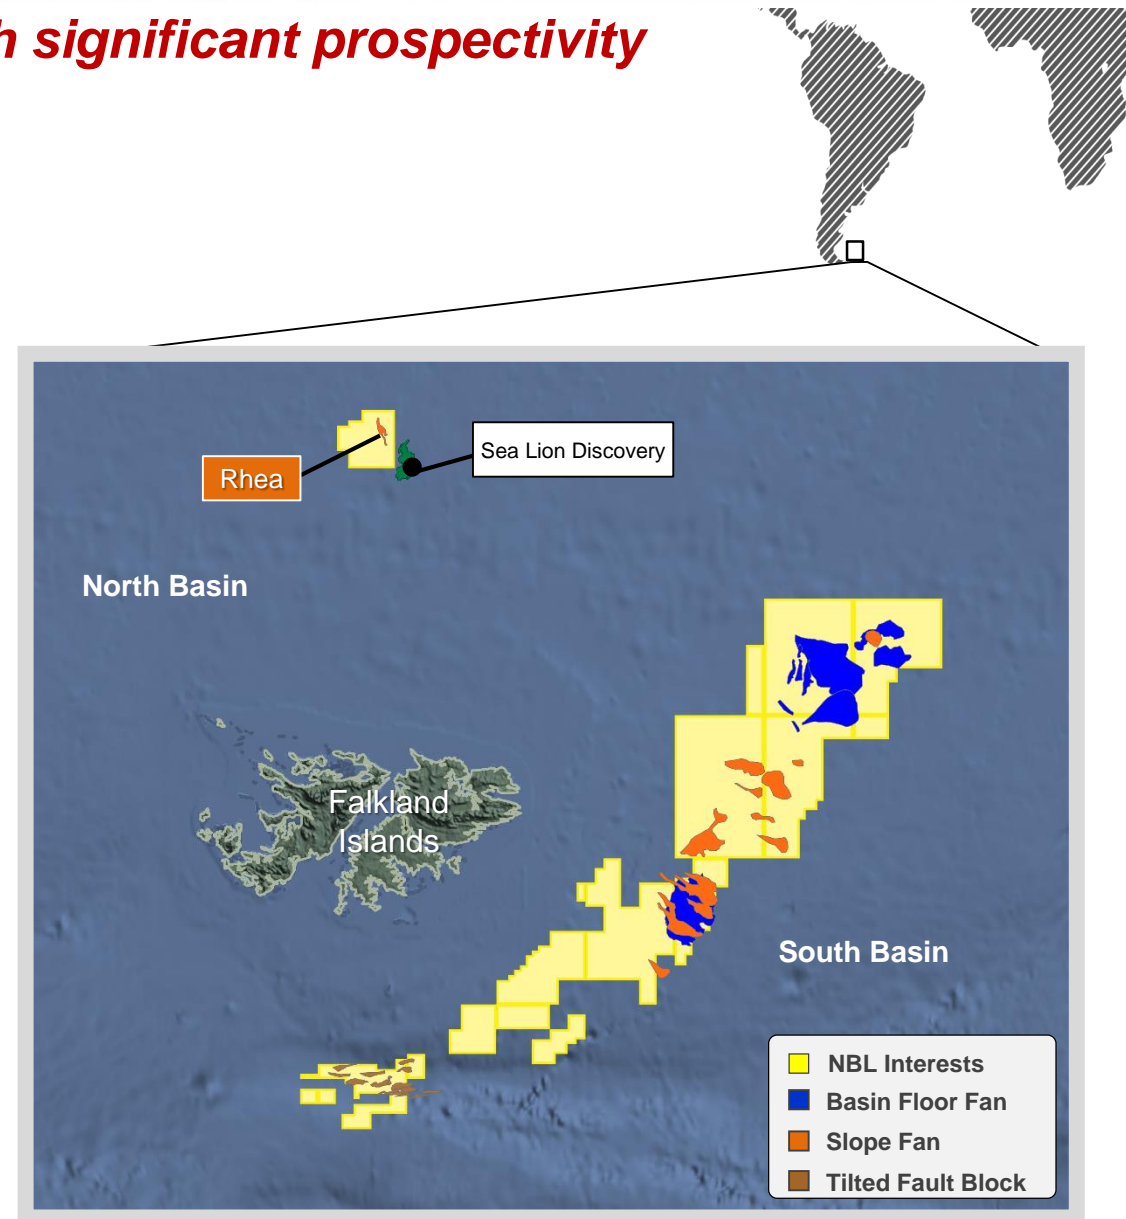 significant prospectivity
Sea Lion Discovery
Rhea
North Basin
Falkland
Islands
South Basin
NBL Interests
Basin Floor Fan
Slope Fan
Tilted Fault Block